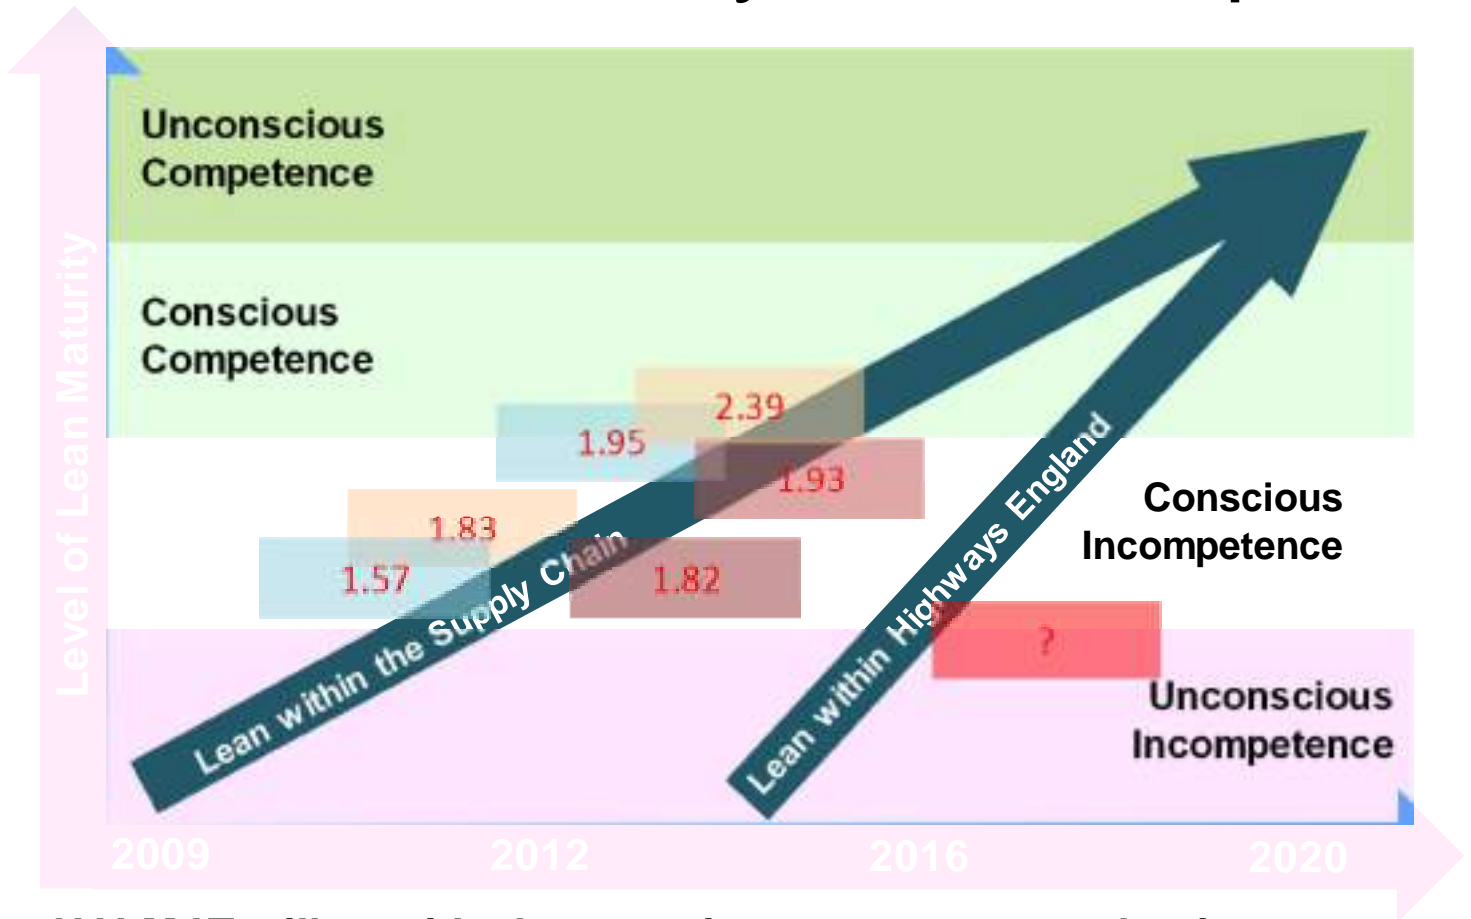 Unconscious
Competence
Conscious
Competence
Level of Lean Maturity
2.39
1.95
1.93
1.83
1.57
1.82
Lean within the Supply Chain
Lean within Highways England
Conscious
Incompetence
?
Unconscious
Incompetence
2009
2012
2016
2020